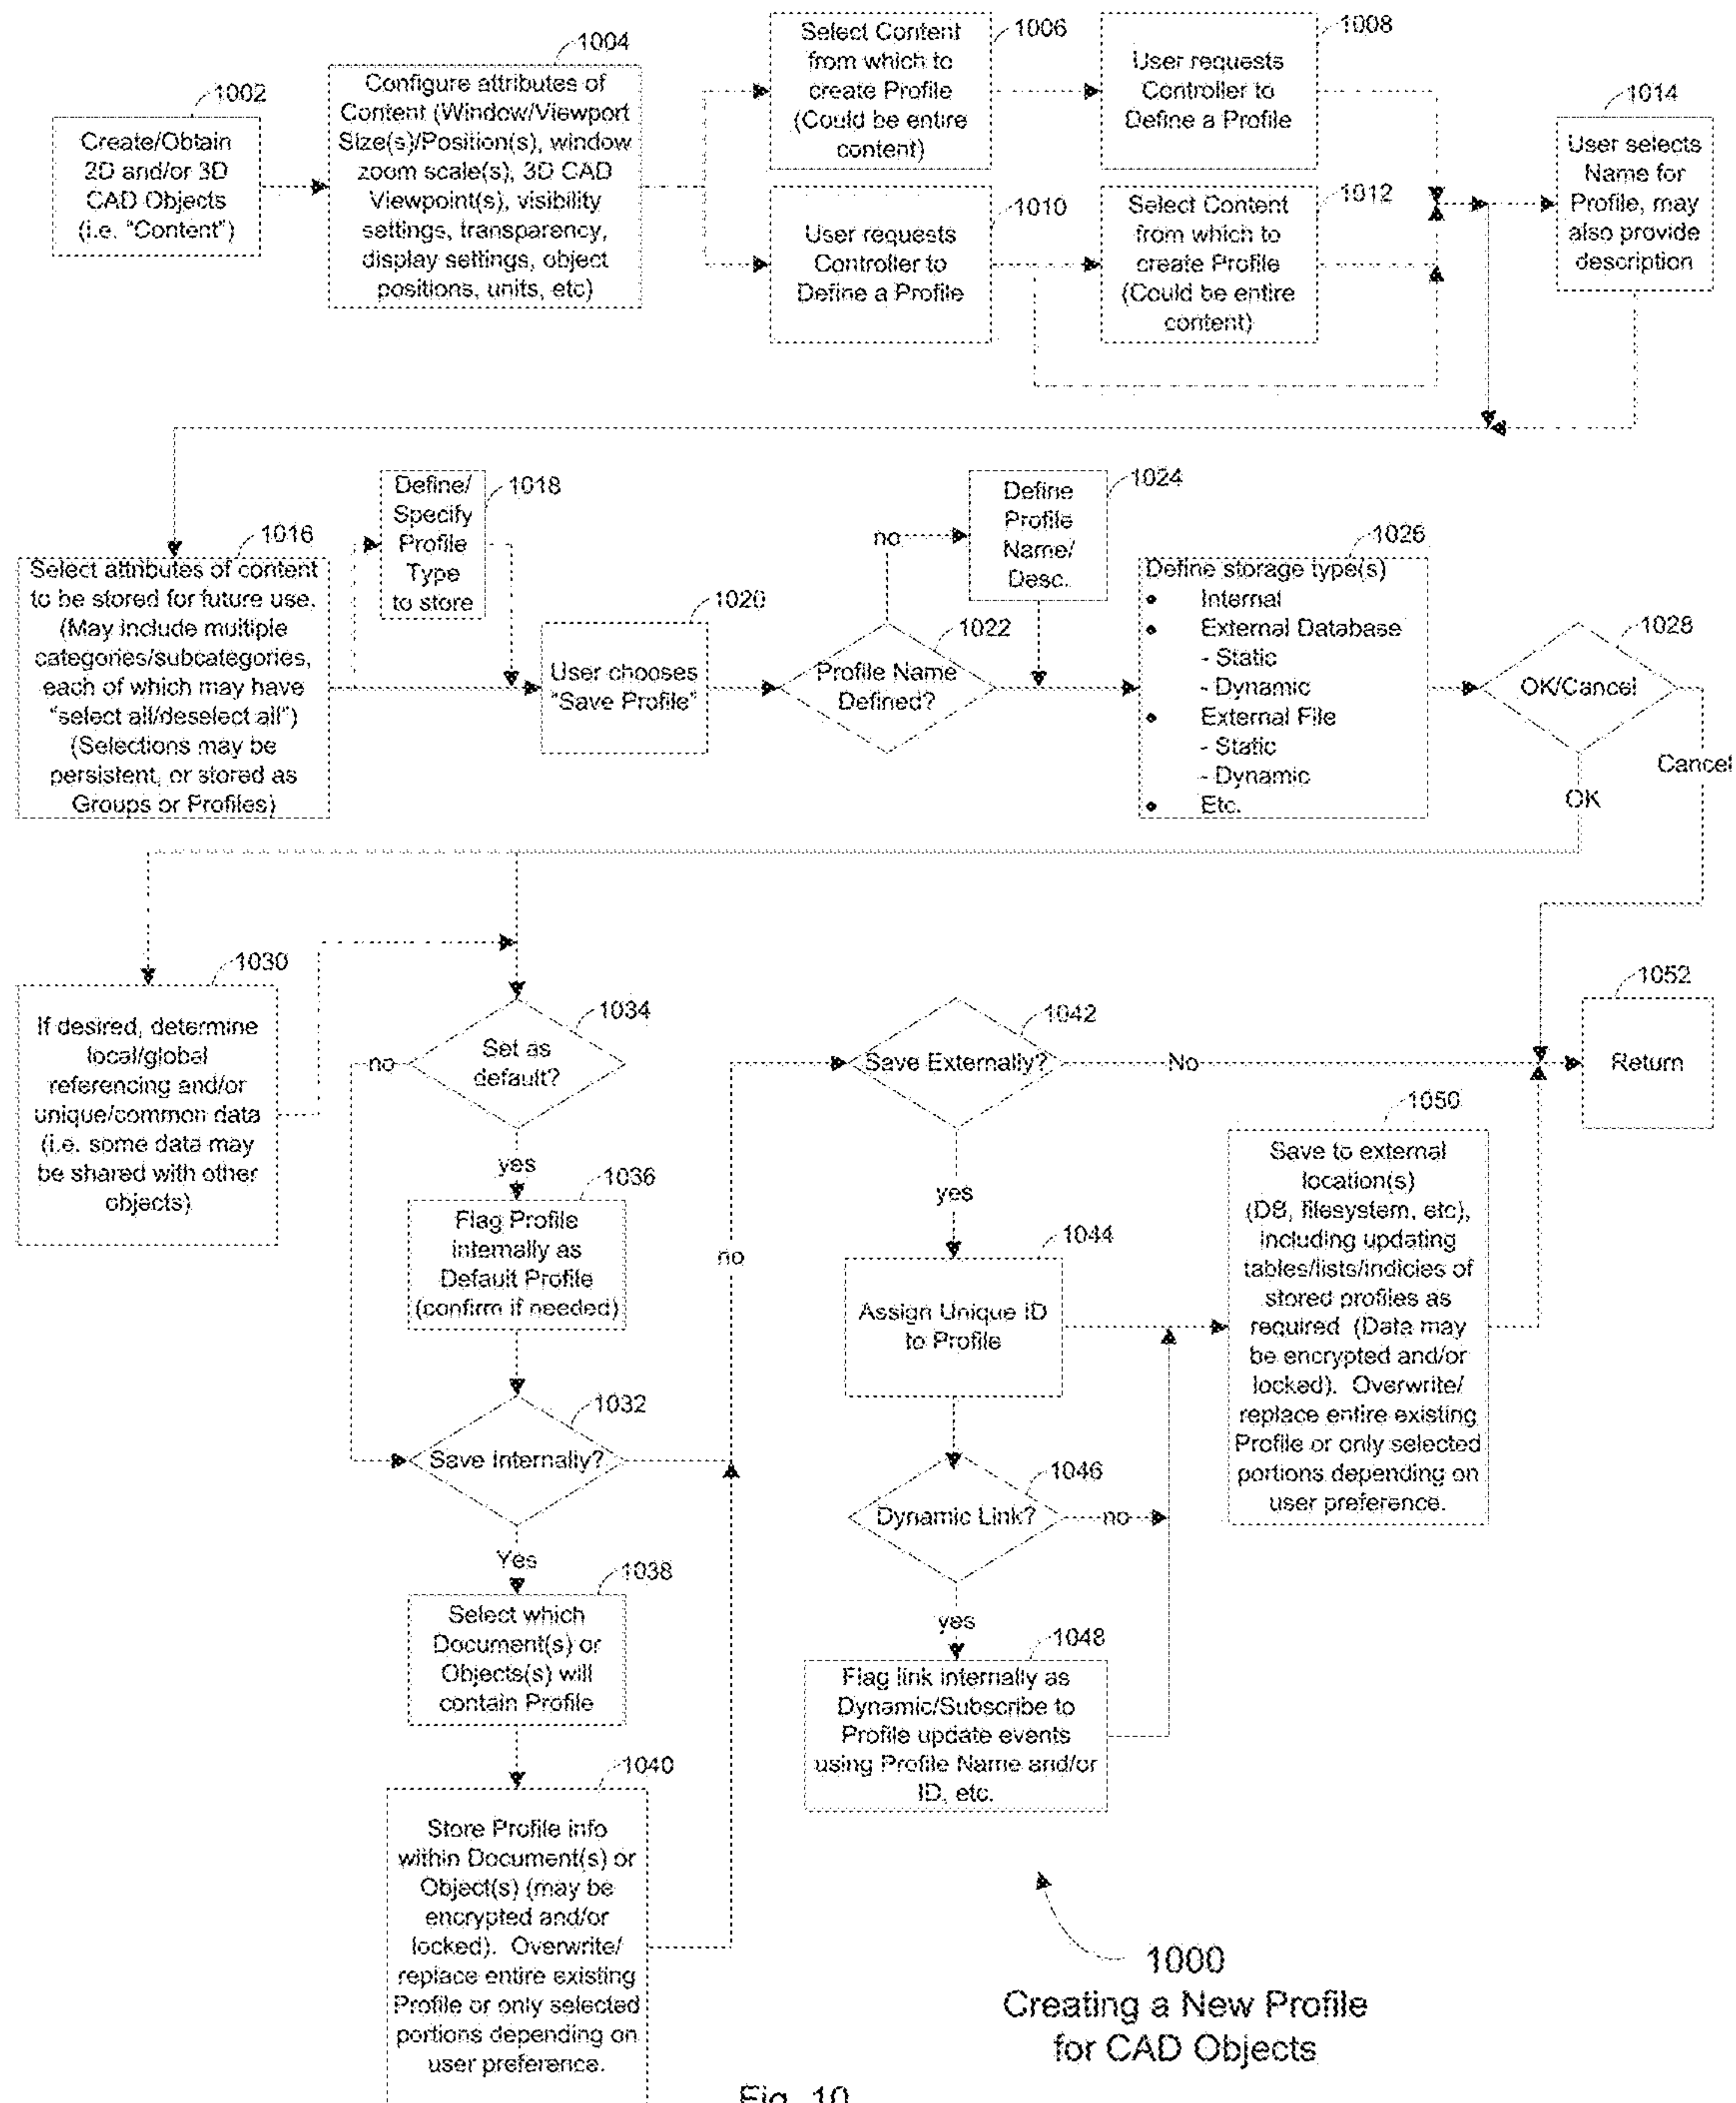 1002
Create/Obtain
2D and/or 3D
CAD Objects
(i.e. "Content")
1004
Configure attributes of
Content (Window/Viewport
Size(s)/Position(s), window
zoom scale(s), 3D CAD
Viewpoint(s), visibility
settings, transparency,
display settings, object
positions, units, etc)
1006
Select Content
from which to
create Profile
(Could be entire
content)
1008
User requests
Controller to
Define a Profile
1010
User requests
Controller to
Define a Profile
1012
Select Content
from which to
create Profile
(Could be entire
content)
1014
User selects
Name for
Profile, may
also provide
description
1016
Select attributes of content
to be stored for future use.
(May include multiple
categories/subcategories,
each of which may have
"select all/deselect all")
(Selections may be
persistent, or stored as
Groups or Profiles)
1018
Define/
Specify
Profile
Type
to store
1020
User chooses
"Save Profile"
1022
Profile Name
Defined?
no
1024
Define
Profile
Name/
Desc.
1026
Define storage type(s)
• Internal
• External Database
- Static
- Dynamic
• External File
- Static
- Dynamic
• Etc.
1028
OK/Cancel
Cancel
OK
1030
If desired, determine
local/global
referencing and/or
unique/common data
(i.e. some data may
be shared with other
objects)
1034
Set as
default?
no
yes
1036
Flag Profile
internally as
Default Profile
(confirm if needed)
1032
Save Internally?
no
Yes
1038
Select which
Document(s) or
Objects(s) will
contain Profile
1040
Store Profile info
within Document(s) or
Object(s) (may be
encrypted and/or
locked). Overwrite/
replace entire existing
Profile or only selected
portions depending on
user preference.
1042
Save Externally?
No
yes
1044
Assign Unique ID
to Profile
1046
Dynamic Link?
no
yes
1048
Flag link internally as
Dynamic/Subscribe to
Profile update events
using Profile Name and/or
ID, etc.
1050
Save to external
location(s)
(DB, filesystem, etc),
including updating
tables/lists/indicies of
stored profiles as
required (Data may
be encrypted and/or
locked). Overwrite/
replace entire existing
Profile or only selected
portions depending on
user preference.
1052
Return
1000
Creating a New Profile
for CAD Objects
Fig. 10